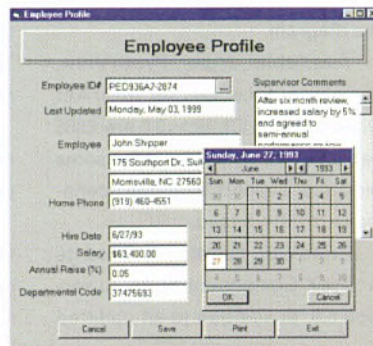 Employee Profile
Employee Profile
Employee ID# PED936A7-2874 ...
Last Updated Monday, May 03, 1999
Supervisor Comments
After six month review,
increased salary by 5%
and agreed to
semi-annual
Employee John Shipper
175 Southport Dr.,
Morrisville, NC 27560
Home Phone (919) 460-4551
Sunday, June 27, 1993
June 1993
Sun Mon Tue Wed Thu Fri Sat
30 31 1 2 3 4 5
6 7 8 9 10 11 12
13 14 15 16 17 18 19
20 21 22 23 24 25 26
27 28 29 30 1 2 3
4 5 6 7 8 9 10
OK Cancel
Hire Date 6/27/93
Salary $63,400.00
Annual Raise (%) 0.05
Departmental Code 37475693
Cancel Save Print Exit